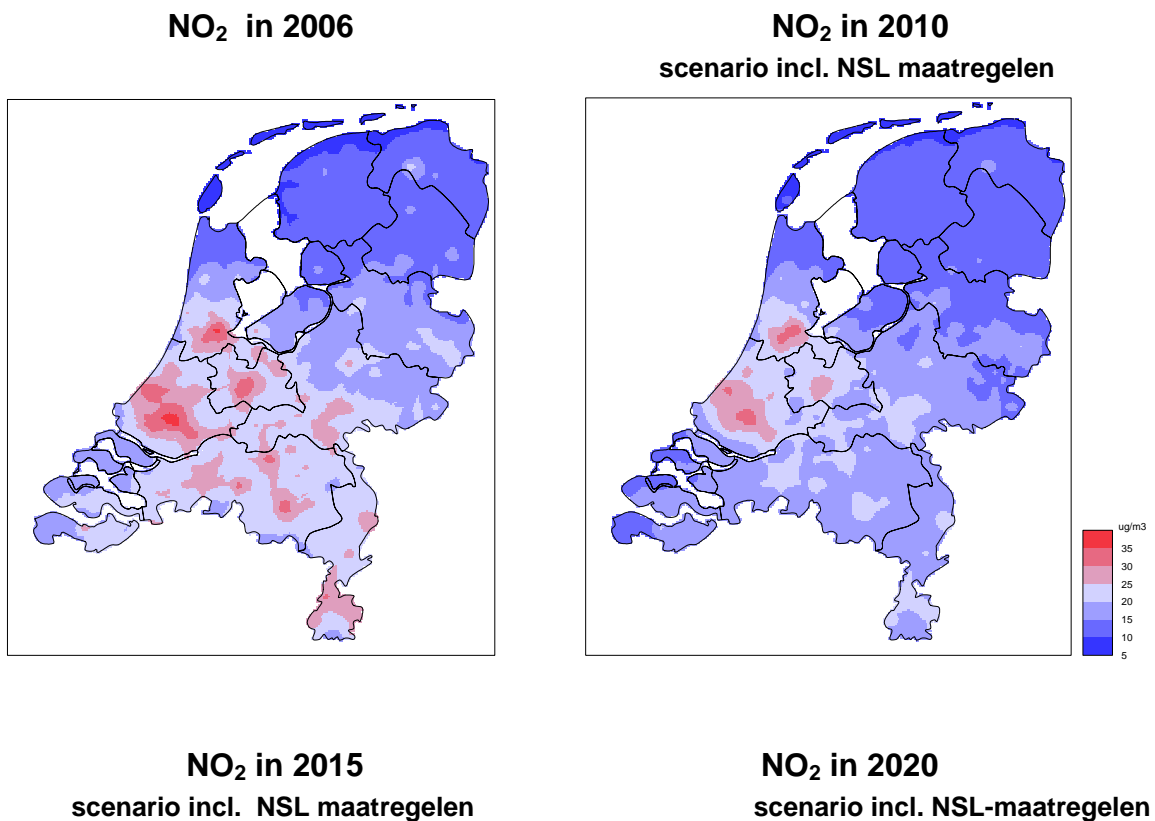 NO₂ in 2006
NO₂ in 2010
scenario incl. NSL maatregelen
ug/m3
35
30
25
20
15
10
5
NO₂ in 2015
scenario incl. NSL maatregelen
NO₂ in 2020
scenario incl. NSL-maatregelen